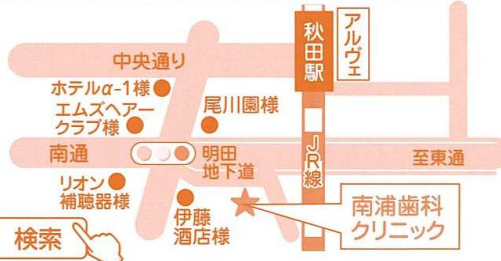 秋田駅
アルヴェ
中央通り
ホテルα-1様
エムズヘアー
クラブ様
尾川園様
南通
明田
地下道
JR線
至東通
リオン
補聴器様
伊藤
酒店様
南浦歯科
クリニック
検索